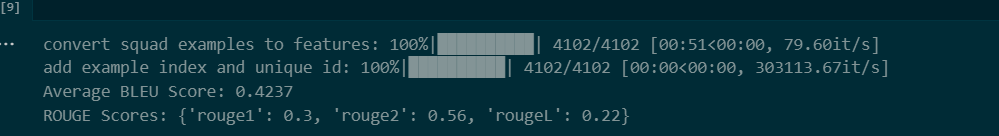 [9]
... convert squad examples to features: 100%|██████████| 4102/4102 [00:51<00:00, 79.60it/s]
add example index and unique id: 100%|██████████| 4102/4102 [00:00<00:00, 303113.67it/s]
Average BLEU Score: 0.4237
ROUGE Scores: {'rouge1': 0.3, 'rouge2': 0.56, 'rougeL': 0.22}